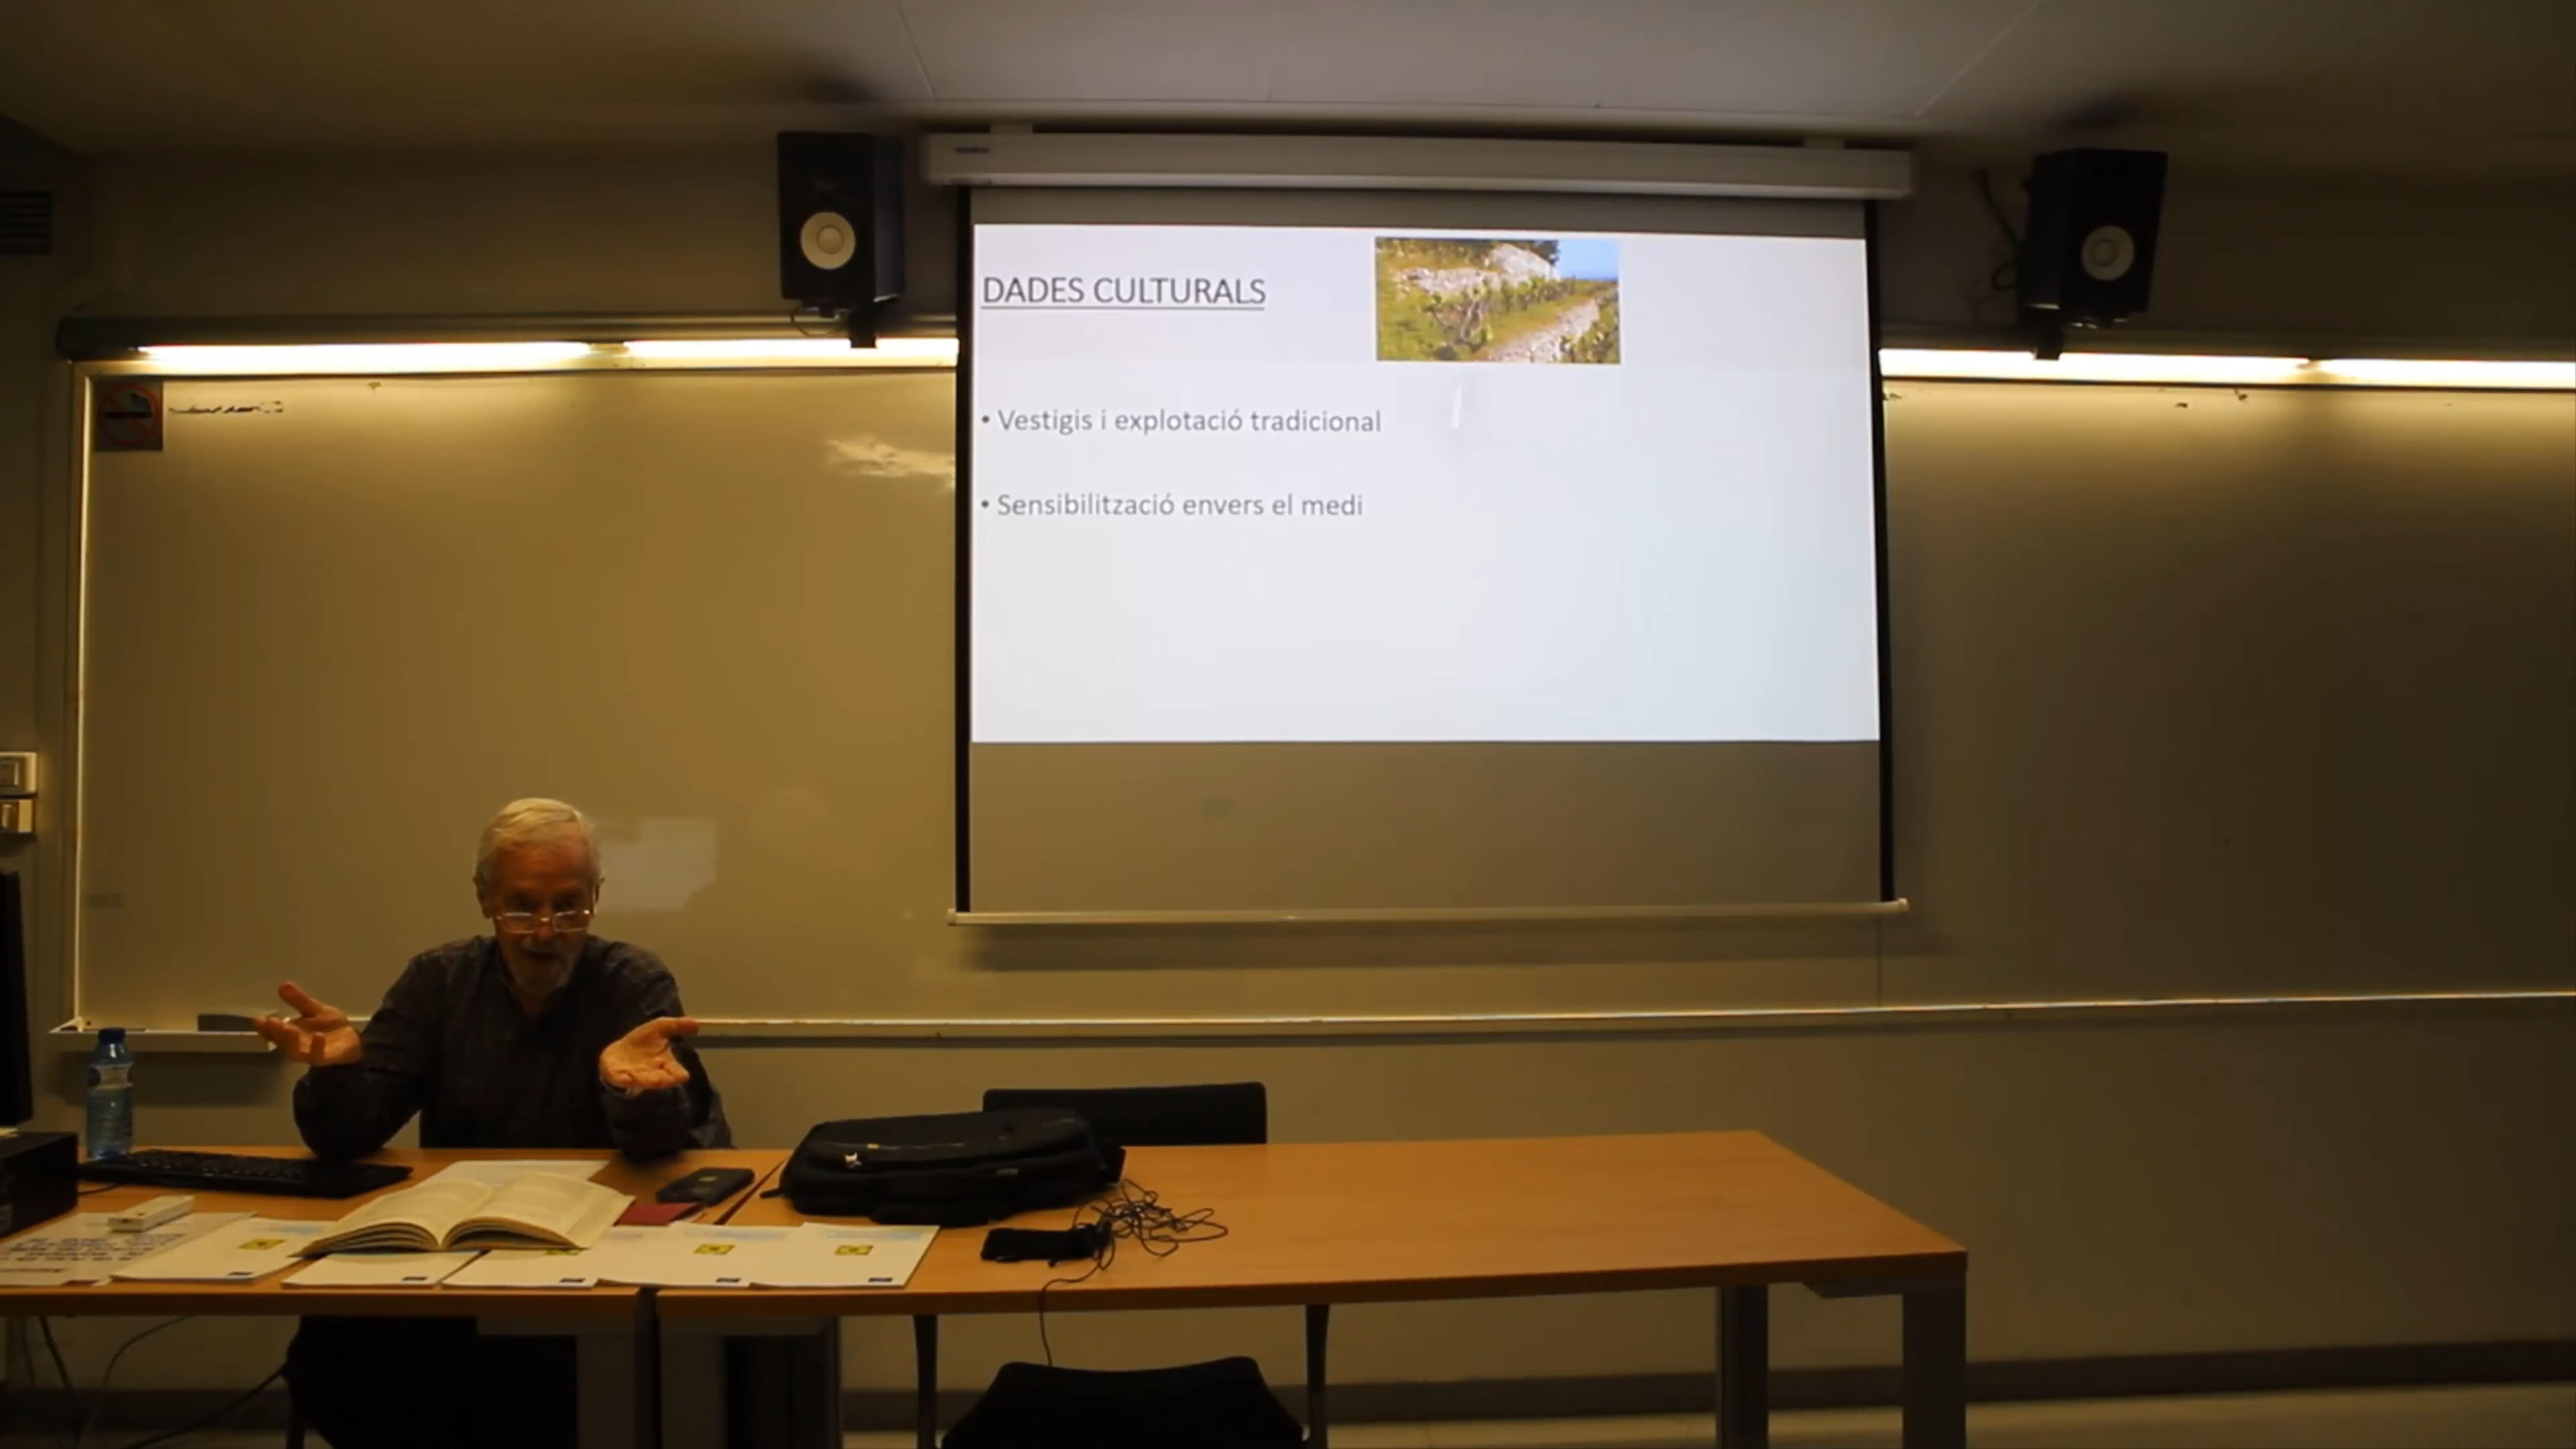 DADES CULTURALS
• Vestigis i explotació tradicional
• Sensibilització envers el medi